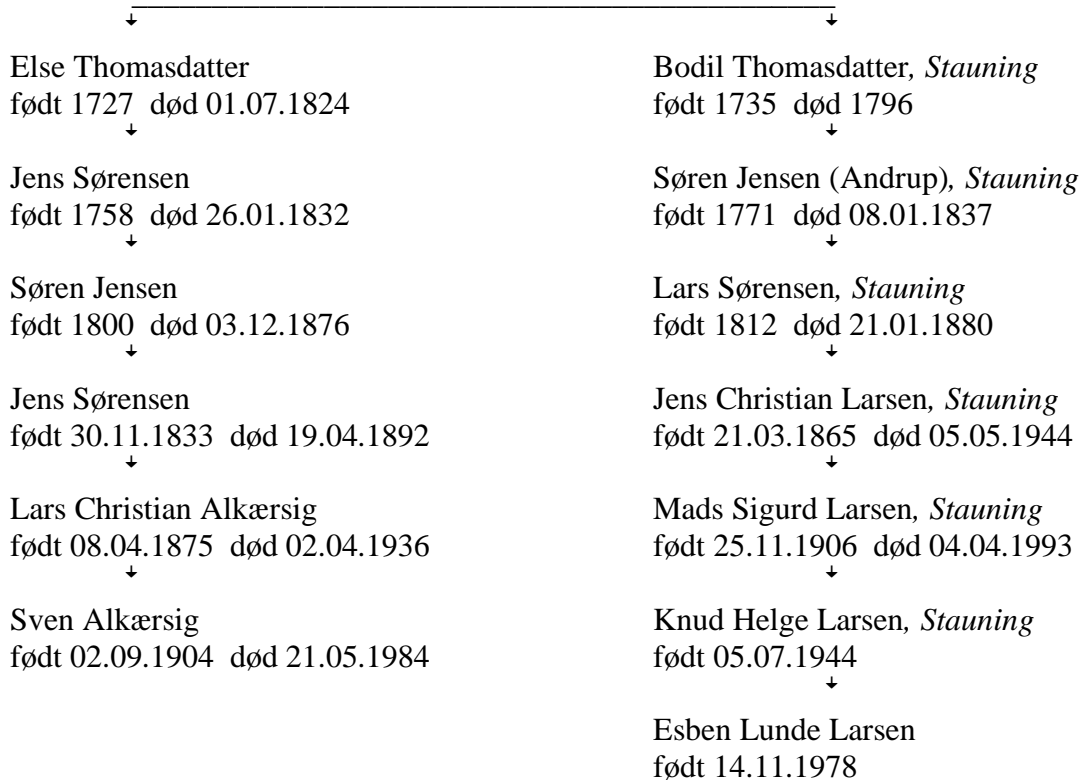 Else Thomasdatter
født 1727 død 01.07.1824
Jens Sørensen
født 1758 død 26.01.1832
Søren Jensen
født 1800 død 03.12.1876
Jens Sørensen
født 30.11.1833 død 19.04.1892
Lars Christian Alkærsig
født 08.04.1875 død 02.04.1936
Sven Alkærsig
født 02.09.1904 død 21.05.1984
Bodil Thomasdatter, Stauning
født 1735 død 1796
Søren Jensen (Andrup), Stauning
født 1771 død 08.01.1837
Lars Sørensen, Stauning
født 1812 død 21.01.1880
Jens Christian Larsen, Stauning
født 21.03.1865 død 05.05.1944
Mads Sigurd Larsen, Stauning
født 25.11.1906 død 04.04.1993
Knud Helge Larsen, Stauning
født 05.07.1944
Esben Lunde Larsen
født 14.11.1978